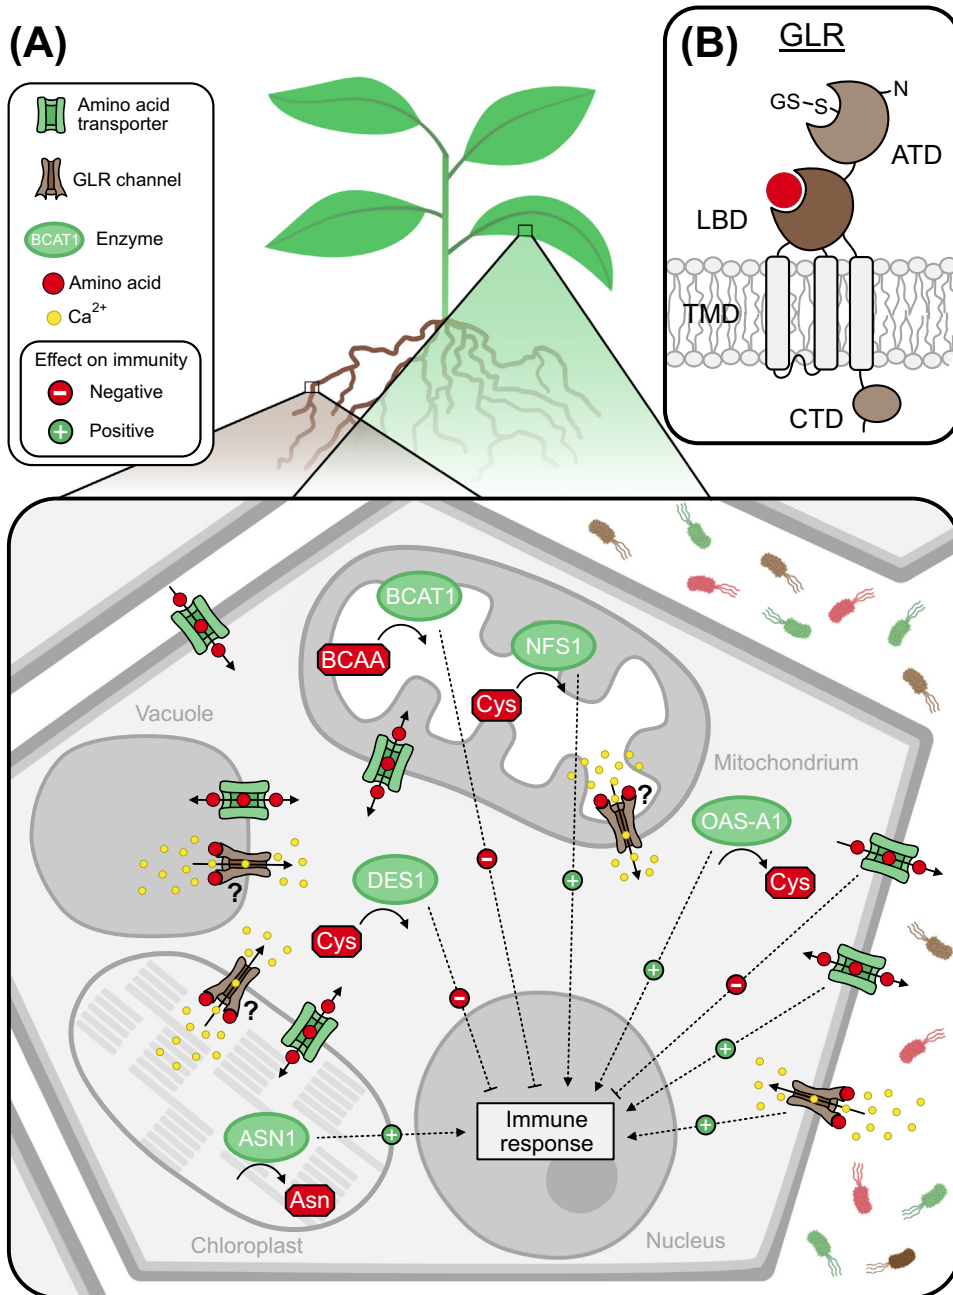 (A)
Amino acid
transporter
GLR channel
BCAT1 Enzyme
Amino acid
Ca²⁺
Effect on immunity
Negative
Positive
(B) GLR
GS-S
N
ATD
LBD
TMD
CTD
BCAT1
BCAA
NFS1
Cys
Vacuole
Mitochondrium
?
OAS-A1
Cys
DES1
?
Cys
?
ASN1
Asn
Immune
response
Chloroplast
Nucleus